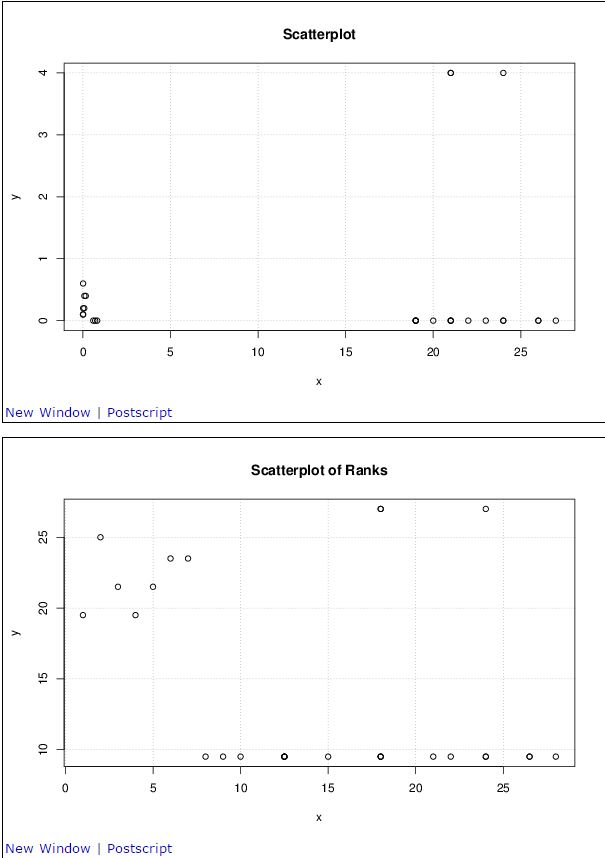 Scatterplot
4
3
2
1
0
y
0 5 10 15 20 25
x
New Window | Postscript
Scatterplot of Ranks
25
20
15
10
y
0 5 10 15 20 25
x
New Window | Postscript